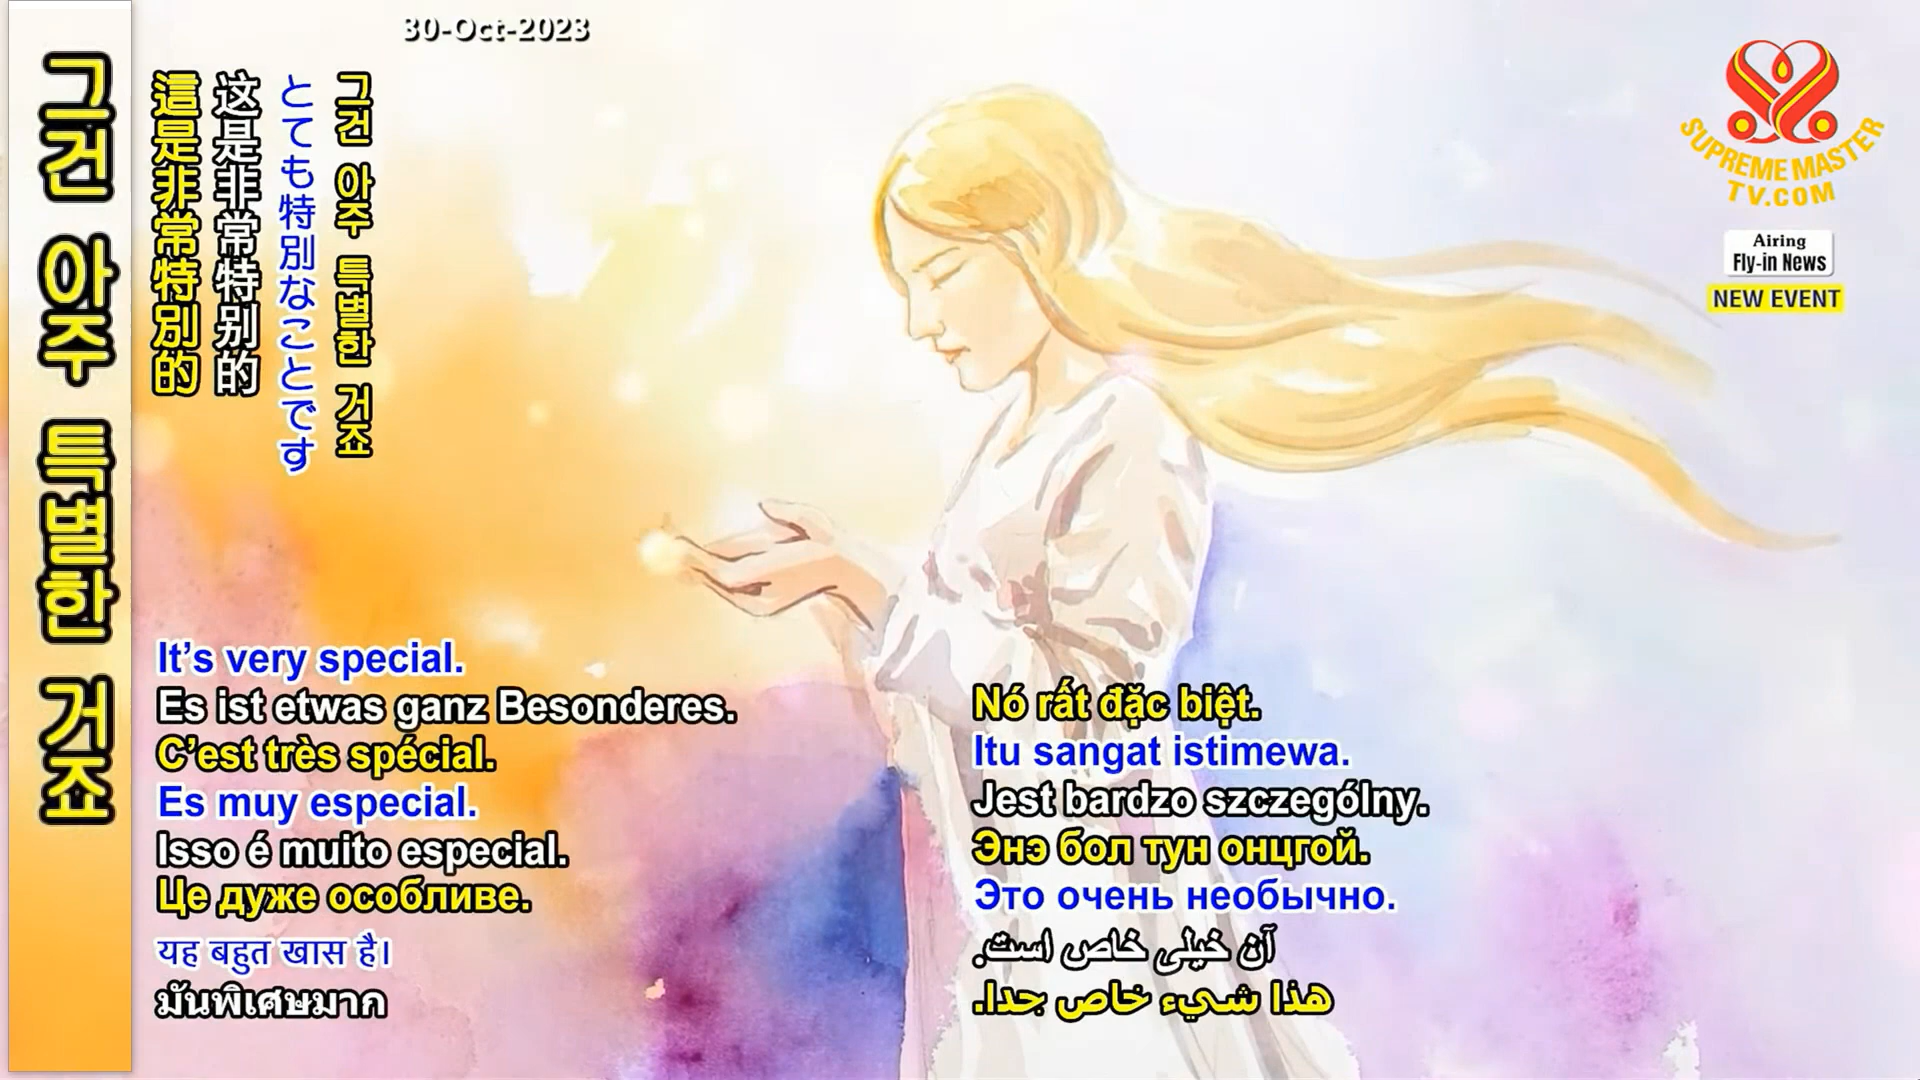 30-Oct-2023
그건 아주 특별한 거죠
這是非常特別的
这是非常特别的
とても特別なことです
그건 아주 특별한 거죠
SUPREME MASTER
TV.COM
Airing
Fly-in News
NEW EVENT
It's very special.
Es ist etwas ganz Besonderes.
C'est très spécial.
Es muy especial.
Isso é muito especial.
Це дуже особливе.
यह बहुत खास है।
มันพิเศษมาก
Nó rất đặc biệt.
Itu sangat istimewa.
Jest bardzo szczególny.
Энэ бол тун онцгой.
Это очень необычно.
آن خیلی خاص است.
هذا شيء خاص جدا.